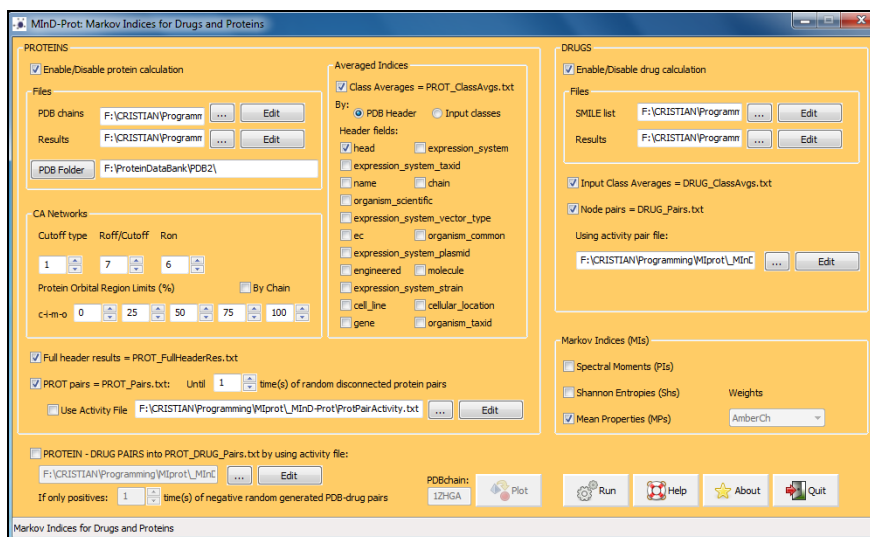 MInD-Prot: Markov Indices for Drugs and Proteins
PROTEINS
Enable/Disable protein calculation
Files
PDB chains F:\CRISTIAN\Programm ... Edit
Results F:\CRISTIAN\Programm ... Edit
PDB Folder F:\ProteinDataBank\PDB2\
CA Networks
Cutoff type Roff/Cutoff Ron
1 7 6
Protein Orbital Region Limits (%) By Chain
c-i-m-o 0 25 50 75 100
Averaged Indices
Class Averages = PROT_ClassAvgs.txt
By:
PDB Header Input classes
Header fields:
head expression_system
expression_system_taxid
name chain
organism_scientific
expression_system_vector_type
ec organism_common
expression_system_plasmid
engineered molecule
expression_system_strain
cell_line cellular_location
gene organism_taxid
Full header results = PROT_FullHeaderRes.txt
PROT pairs = PROT_Pairs.txt: Until 1 time(s) of random disconnected protein pairs
Use Activity File F:\CRISTIAN\Programming\MIprot\_MInD-Prot\ProtPairActivity.txt ... Edit
DRUGS
Enable/Disable drug calculation
Files
SMILE list F:\CRISTIAN\Programm ... Edit
Results F:\CRISTIAN\Programm ... Edit
Input Class Averages = DRUG_ClassAvgs.txt
Node pairs = DRUG_Pairs.txt
Using activity pair file:
F:\CRISTIAN\Programming\MIprot\_MInD ... Edit
Markov Indices (MIs)
Spectral Moments (PIs)
Shannon Entropies (Shs) Weights
Mean Properties (MPs) AmberCh
PROTEIN - DRUG PAIRS into PROT_DRUG_Pairs.txt by using activity file:
F:\CRISTIAN\Programming\MIprot\_MInD ... Edit
If only positives: 1 time(s) of negative random generated PDB-drug pairs
PDBchain:
1ZHGA Plot Run Help About Quit
Markov Indices for Drugs and Proteins